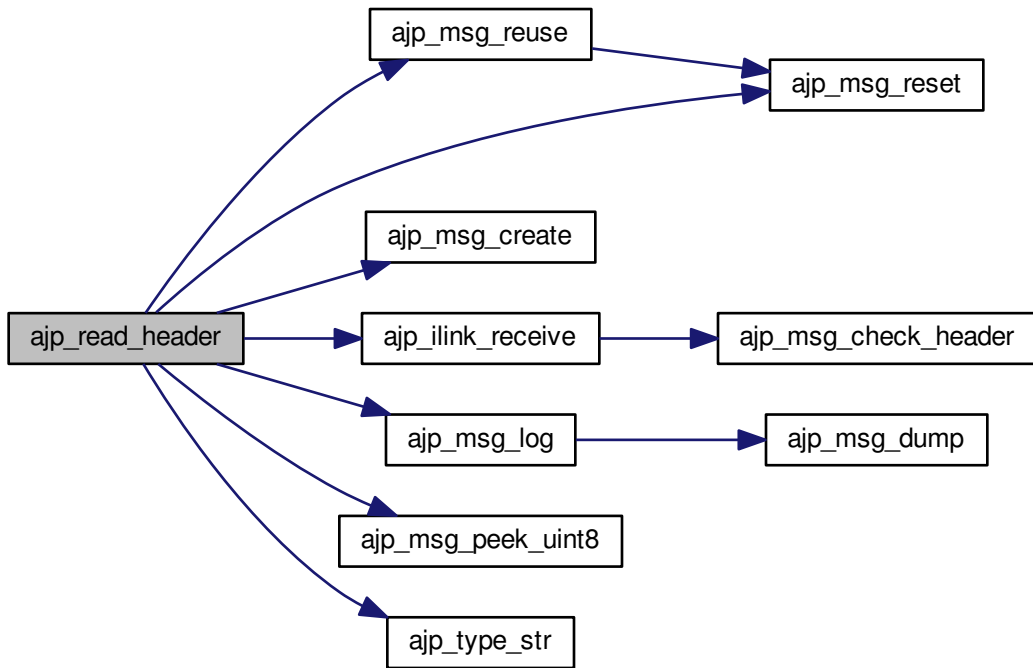 ajp_msg_reuse
ajp_msg_reset
ajp_msg_create
ajp_read_header
ajp_ilink_receive
ajp_msg_check_header
ajp_msg_log
ajp_msg_dump
ajp_msg_peek_uint8
ajp_type_str